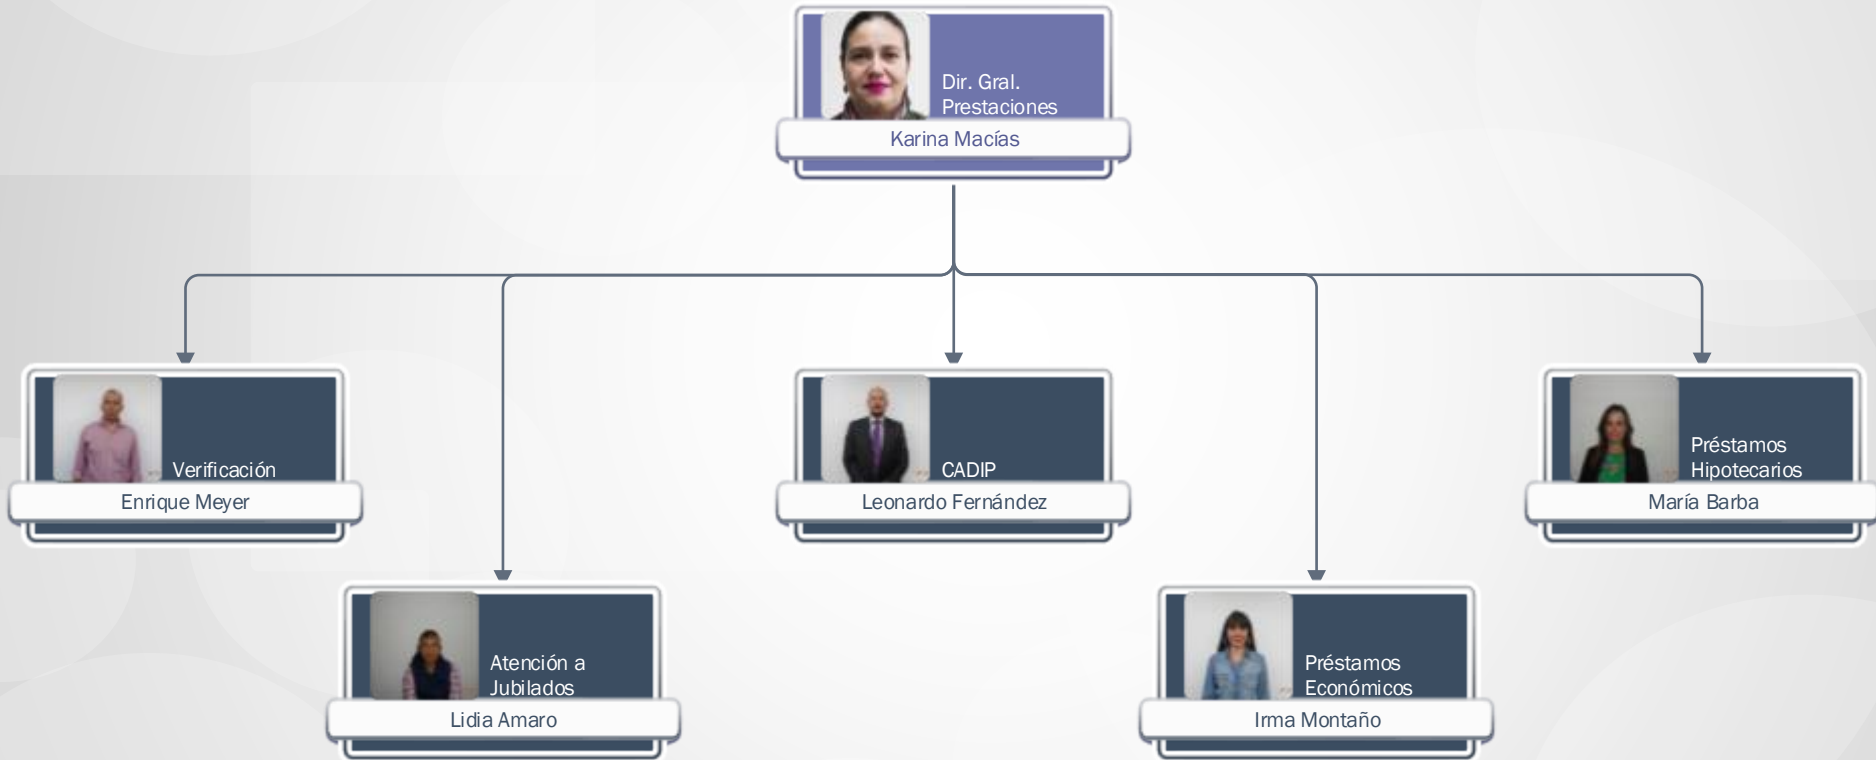 Dir. Gral.
Prestaciones
Karina Macías
Verificación
Enrique Meyer
CADIP
Leonardo Fernández
Préstamos
Hipotecarios
María Barba
Atención a
Jubilados
Lidia Amaro
Préstamos
Económicos
Irma Montaño